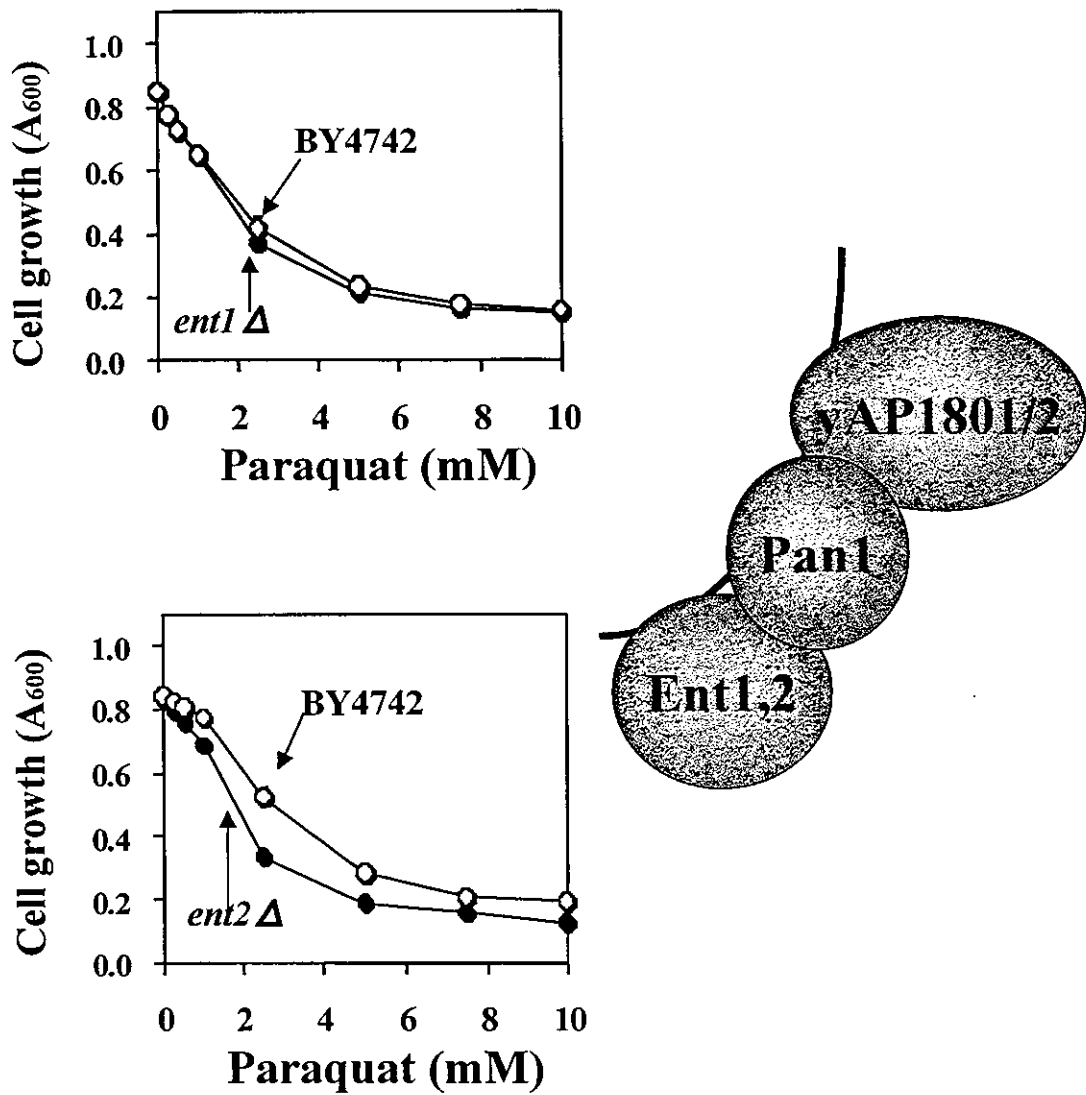 1.0
0.8
0.6
0.4
0.2
0.0
Cell growth (A600)
BY4742
ent1 Δ
0 2 4 6 8 10
Paraquat (mM)
yAP1801/2
Pan1
Ent1,2
1.0
0.8
0.6
0.4
0.2
0.0
Cell growth (A600)
BY4742
ent2 Δ
0 2 4 6 8 10
Paraquat (mM)